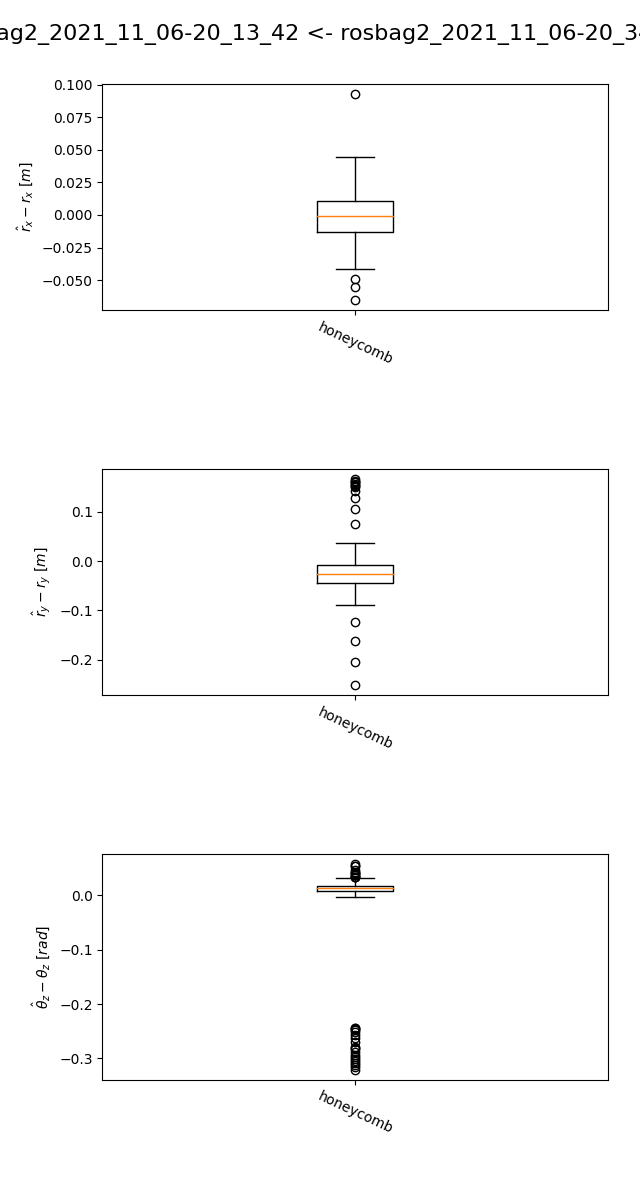 ag2_2021_11_06-20_13_42 <- rosbag2_2021_11_06-20_3
0.100
0.075
0.050
0.025
0.000
−0.025
−0.050
r̂x − rx [m]
honeycomb
0.1
0.0
−0.1
−0.2
r̂y − ry [m]
honeycomb
0.0
−0.1
−0.2
−0.3
θ̂z − θz [rad]
honeycomb